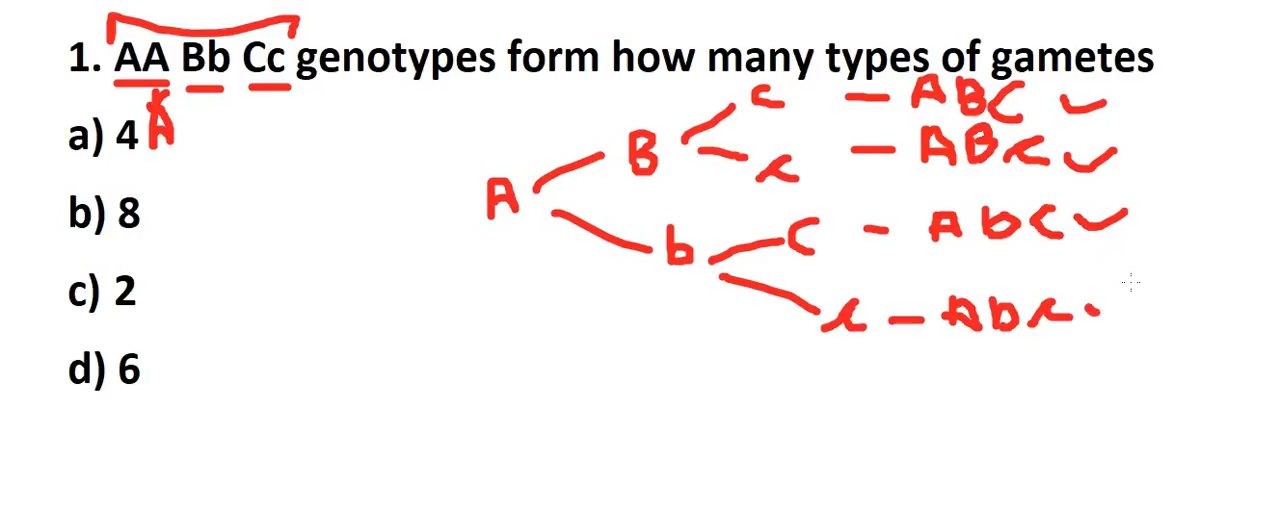 1. AA Bb Cc genotypes form how many types of gametes
a) 4 A
b) 8
c) 2
d) 6
A
B
b
C
c
C
c
- ABC ✓
- ABc ✓
- AbC ✓
- Abc